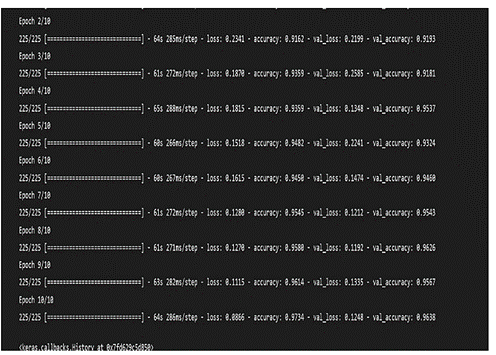 Epoch 2/10
225/225 [==============================] - 64s 285ms/step - loss: 0.2341 - accuracy: 0.9162 - val_loss: 0.2199 - val_accuracy: 0.9193
Epoch 3/10
225/225 [==============================] - 61s 272ms/step - loss: 0.1870 - accuracy: 0.9359 - val_loss: 0.2585 - val_accuracy: 0.9181
Epoch 4/10
225/225 [==============================] - 65s 288ms/step - loss: 0.1815 - accuracy: 0.9359 - val_loss: 0.1348 - val_accuracy: 0.9537
Epoch 5/10
225/225 [==============================] - 60s 266ms/step - loss: 0.1518 - accuracy: 0.9482 - val_loss: 0.2241 - val_accuracy: 0.9324
Epoch 6/10
225/225 [==============================] - 60s 267ms/step - loss: 0.1615 - accuracy: 0.9450 - val_loss: 0.1474 - val_accuracy: 0.9460
Epoch 7/10
225/225 [==============================] - 61s 272ms/step - loss: 0.1280 - accuracy: 0.9545 - val_loss: 0.1212 - val_accuracy: 0.9543
Epoch 8/10
225/225 [==============================] - 61s 271ms/step - loss: 0.1270 - accuracy: 0.9580 - val_loss: 0.1192 - val_accuracy: 0.9626
Epoch 9/10
225/225 [==============================] - 63s 282ms/step - loss: 0.1115 - accuracy: 0.9614 - val_loss: 0.1335 - val_accuracy: 0.9567
Epoch 10/10
225/225 [==============================] - 64s 286ms/step - loss: 0.0866 - accuracy: 0.9734 - val_loss: 0.1248 - val_accuracy: 0.9638
<keras.callbacks.History at 0x7fd629c5d850>